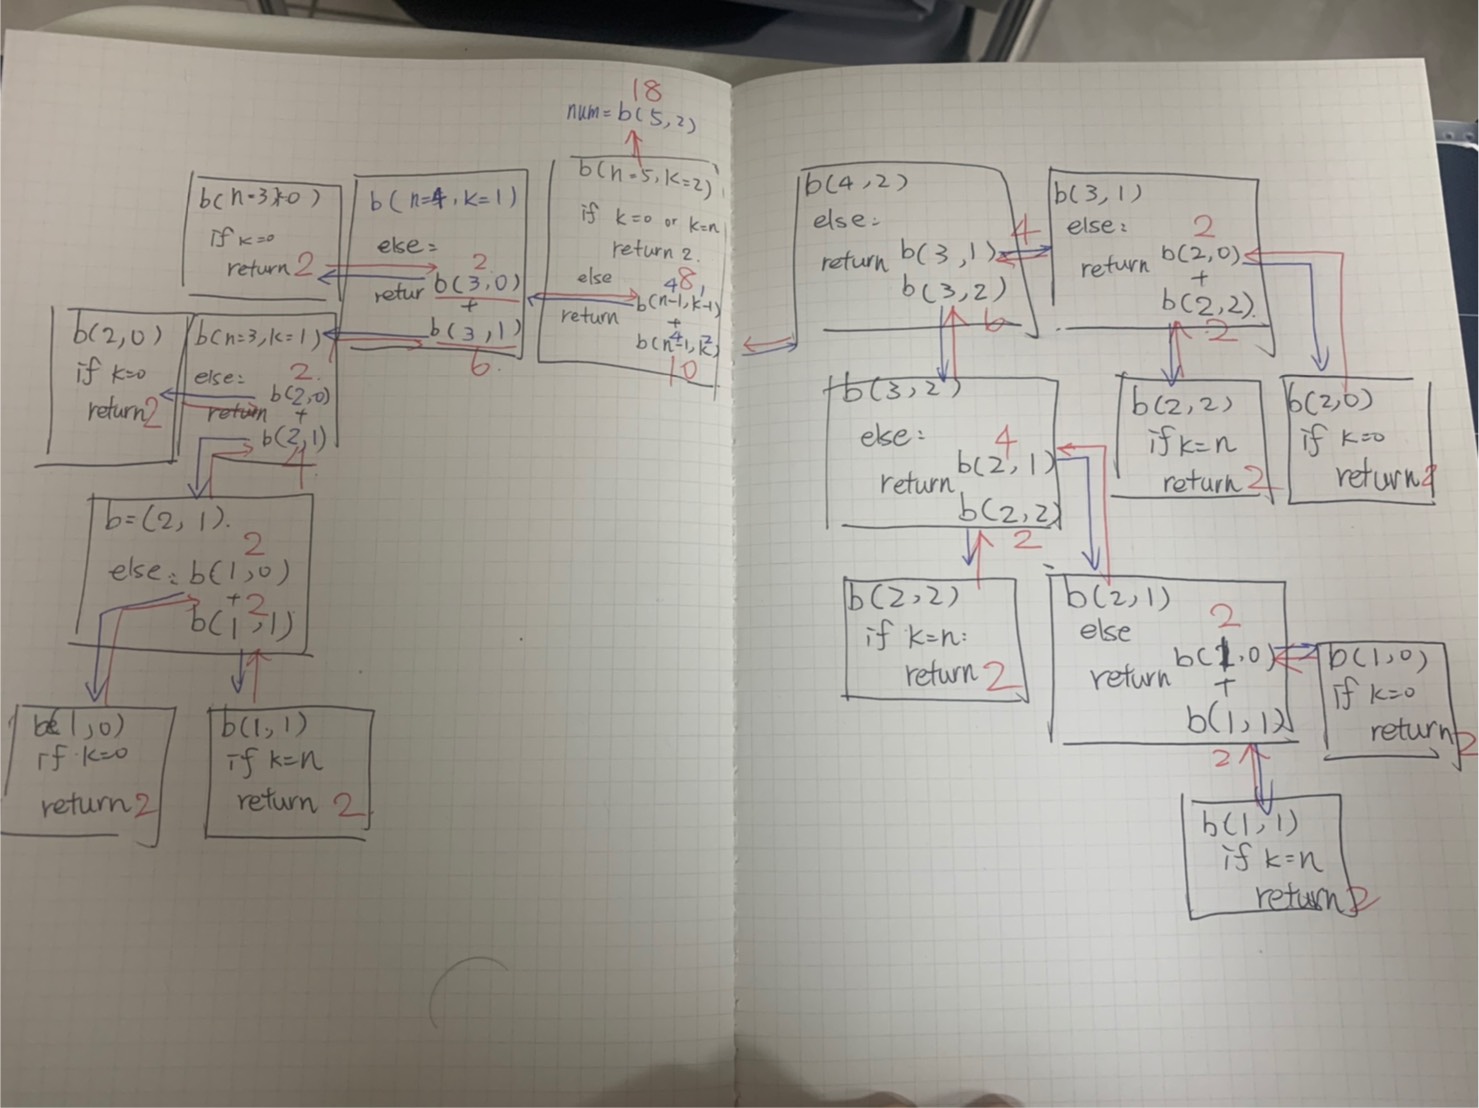 18
num=b(5,2)
b(n=5,k=2)
if k=0 or k=n
return 2.
else
48,
return b(n-1,k-1)
+
4 2
b(n-1,k)
10
b(n=4,k=1)
else=
2
retur b(3,0)
+
b(3,1)
6.
b(n=3,k=0)
if k=0
return 2
b(n=3,k=1)
else: 2.
b(2,0)
return +
b(2,1)
4
b(2,0)
if k=0
return 2
b=(2,1).
2
else: b(1,0)
+ 2
b(1,1)
b(1,0)
if k=0
return 2
b(1,1)
if k=n
return 2
b(4,2)
else:
return b(3,1) 4
b(3,2)
6
b(3,1)
else: 2
return b(2,0)
+
b(2,2).
2
b(3,2)
else: 4
b(2,1)
return
b(2,2)
2
b(2,2)
if k=n
return 2
b(2,0)
if k=0
return 2
b(2,2)
if k=n:
return 2
b(2,1)
else 2
return b(1,0)
+
b(1,1)
2
b(1,0)
if k=0
return 2
b(1,1)
if k=n
return 2